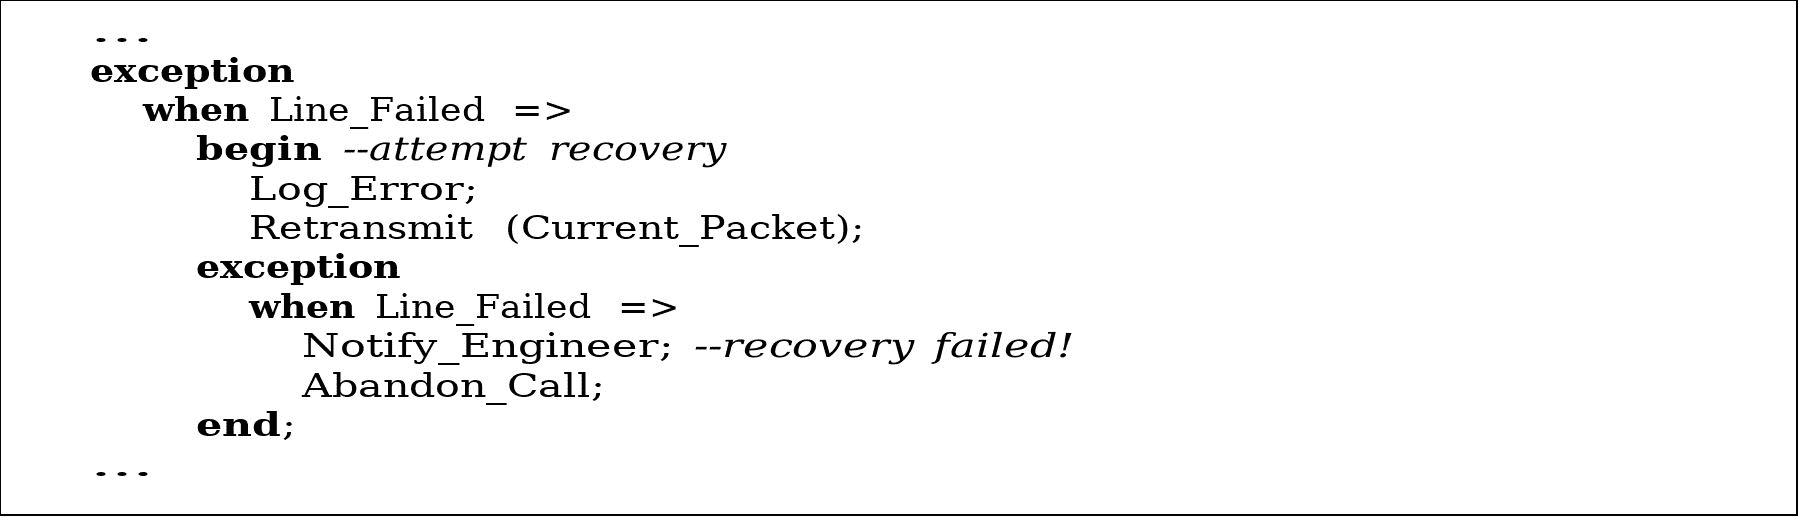 ...
exception
when Line_Failed =>
begin --attempt recovery
Log_Error;
Retransmit (Current_Packet);
exception
when Line_Failed =>
Notify_Engineer; --recovery failed!
Abandon_Call;
end;
...